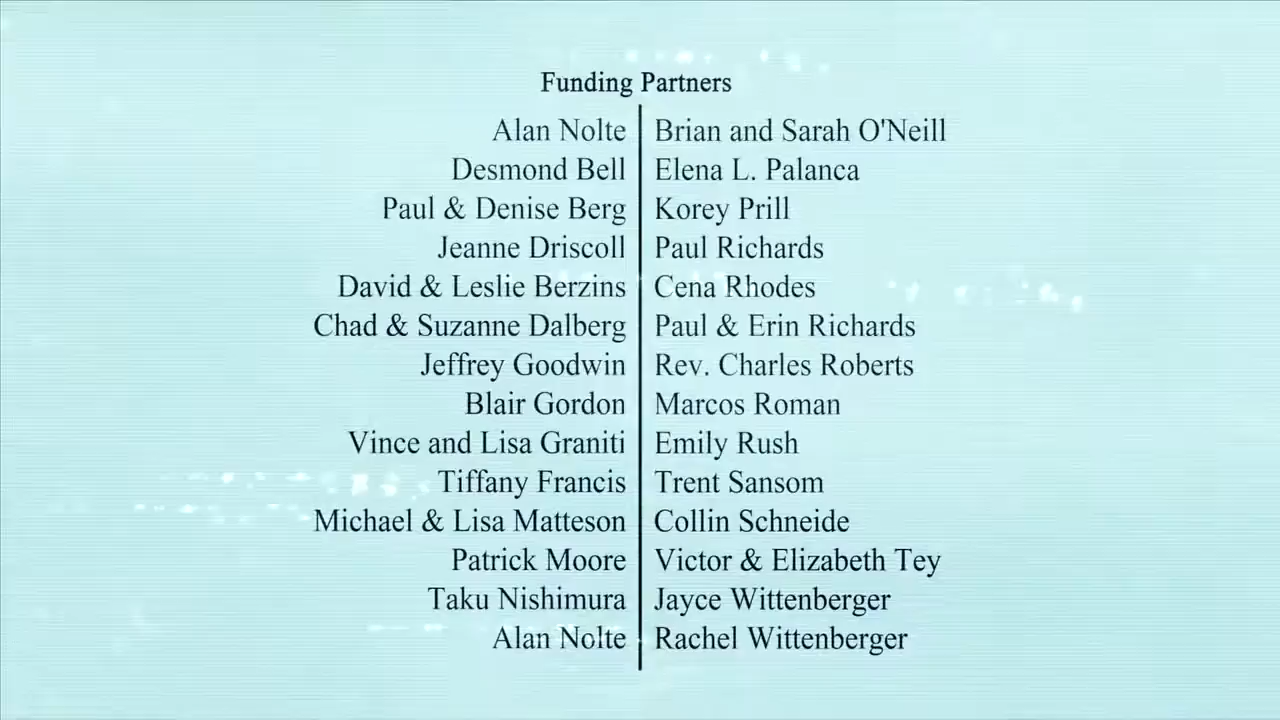 Funding Partners
Alan Nolte | Brian and Sarah O'Neill
Desmond Bell | Elena L. Palanca
Paul & Denise Berg | Korey Prill
Jeanne Driscoll | Paul Richards
David & Leslie Berzins | Cena Rhodes
Chad & Suzanne Dalberg | Paul & Erin Richards
Jeffrey Goodwin | Rev. Charles Roberts
Blair Gordon | Marcos Roman
Vince and Lisa Graniti | Emily Rush
Tiffany Francis | Trent Sansom
Michael & Lisa Matteson | Collin Schneide
Patrick Moore | Victor & Elizabeth Tey
Taku Nishimura | Jayce Wittenberger
Alan Nolte | Rachel Wittenberger